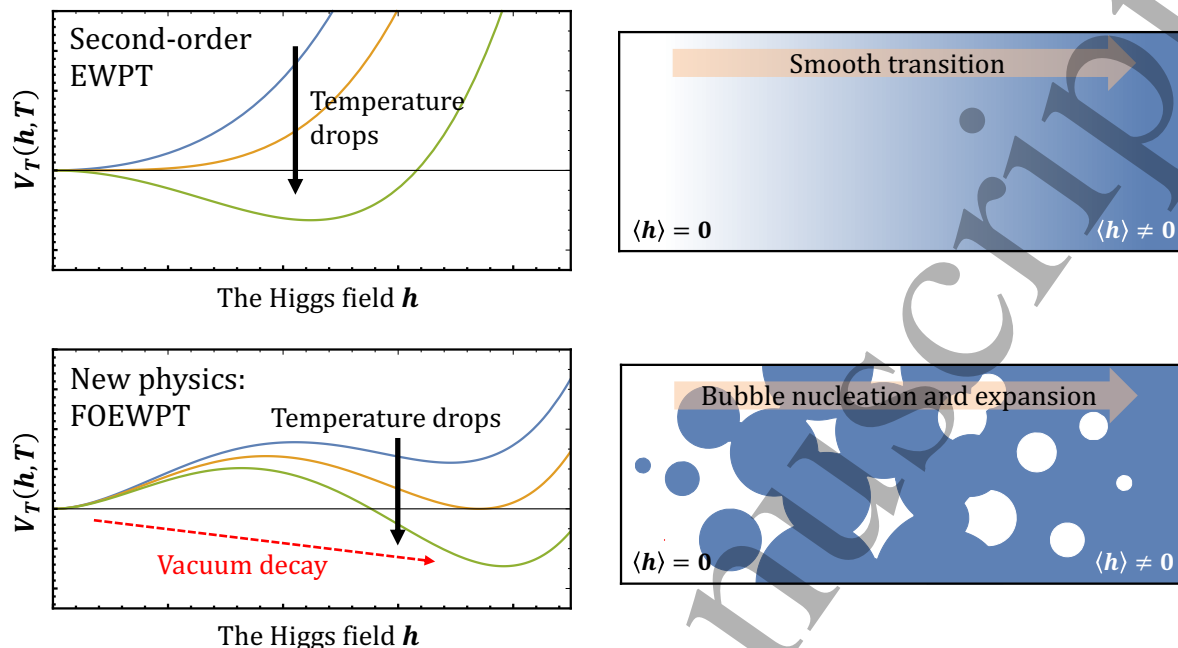 Second-order
EWPT
Temperature
drops
V_T(h, T)
The Higgs field h
Smooth transition
⟨h⟩ = 0
⟨h⟩ ≠ 0
New physics:
FOEWPT
Temperature drops
Vacuum decay
V_T(h, T)
The Higgs field h
Bubble nucleation and expansion
⟨h⟩ = 0
⟨h⟩ ≠ 0
nuscrip